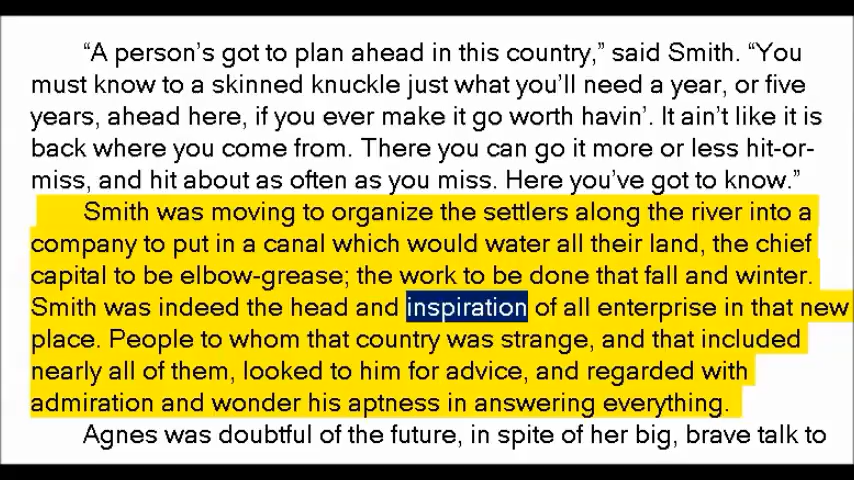 “A person’s got to plan ahead in this country,” said Smith. “You
must know to a skinned knuckle just what you’ll need a year, or five
years, ahead here, if you ever make it go worth havin’. It ain’t like it is
back where you come from. There you can go it more or less hit-or-
miss, and hit about as often as you miss. Here you’ve got to know.”
Smith was moving to organize the settlers along the river into a
company to put in a canal which would water all their land, the chief
capital to be elbow-grease; the work to be done that fall and winter.
Smith was indeed the head and inspiration of all enterprise in that new
place. People to whom that country was strange, and that included
nearly all of them, looked to him for advice, and regarded with
admiration and wonder his aptness in answering everything.
Agnes was doubtful of the future, in spite of her big, brave talk to